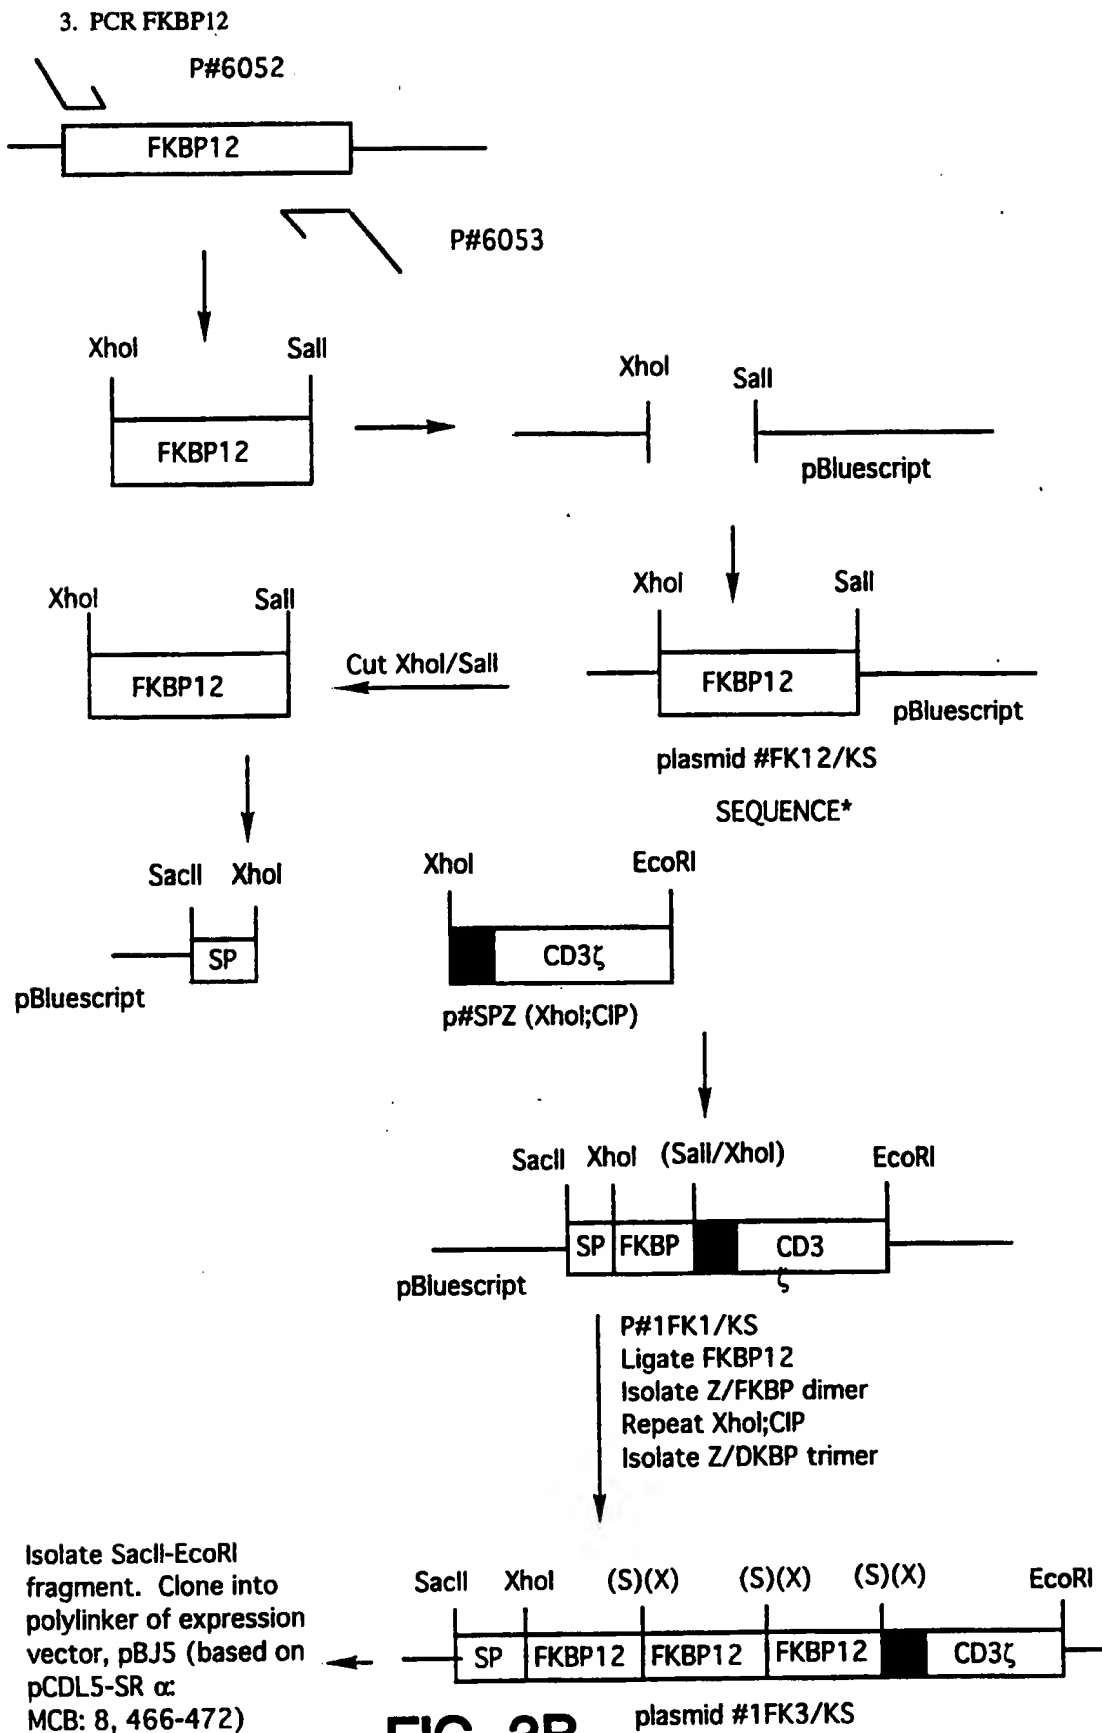 3. PCR FKBP12
P#6052
FKBP12
P#6053
XhoI SalI
FKBP12
XhoI SalI
pBluescript
XhoI SalI
FKBP12
Cut XhoI/SalI
XhoI SalI
FKBP12
pBluescript
plasmid #FK12/KS
SEQUENCE*
SacII XhoI
SP
pBluescript
XhoI EcoRI
CD3ζ
p#SPZ (XhoI;CIP)
SacII XhoI (SalI/XhoI) EcoRI
SP FKBP CD3
ζ
pBluescript
P#1FK1/KS
Ligate FKBP12
Isolate Z/FKBP dimer
Repeat XhoI;CIP
Isolate Z/DKBP trimer
Isolate SacII-EcoRI
fragment. Clone into
polylinker of expression
vector, pBJ5 (based on
pCDL5-SR α:
MCB: 8, 466-472)
SacII XhoI (S)(X) (S)(X) (S)(X) EcoRI
SP FKBP12 FKBP12 FKBP12 CD3ζ
plasmid #1FK3/KS